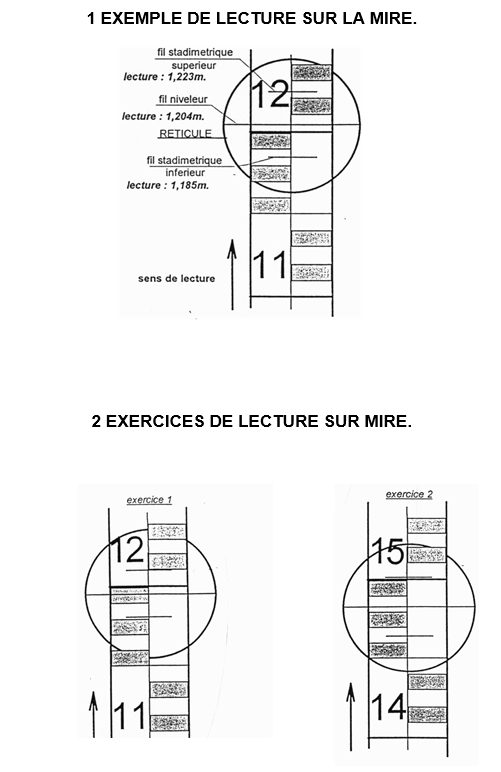 1 EXEMPLE DE LECTURE SUR LA MIRE.
fil stadimetrique
superieur
lecture : 1,223m.
12
fil niveleur
lecture : 1,204m.
RETICULE
fil stadimetrique
inferieur
lecture : 1,185m.
11
sens de lecture
2 EXERCICES DE LECTURE SUR MIRE.
exercice 1
12
11
exercice 2
15
14